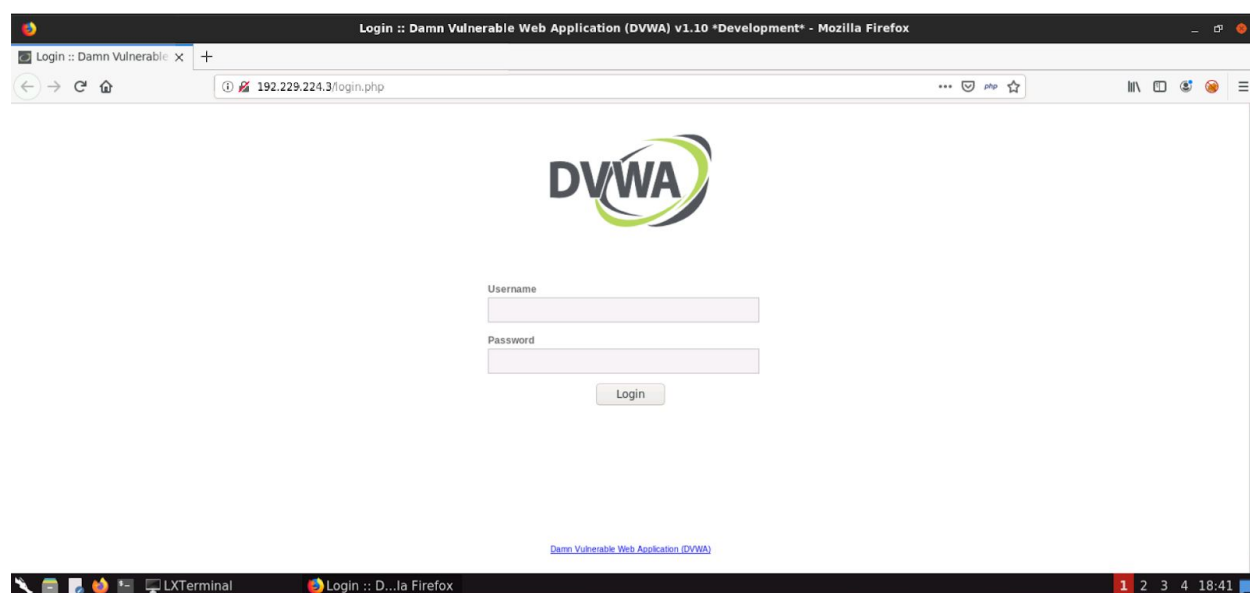 Login :: Damn Vulnerable Web Application (DVWA) v1.10 *Development* - Mozilla Firefox
Login :: Damn Vulnerable
192.229.224.3/login.php
php
DVWA
Username
Password
Login
Damn Vulnerable Web Application (DVWA)
LXTerminal
Login :: D...la Firefox
1 2 3 4 18:41